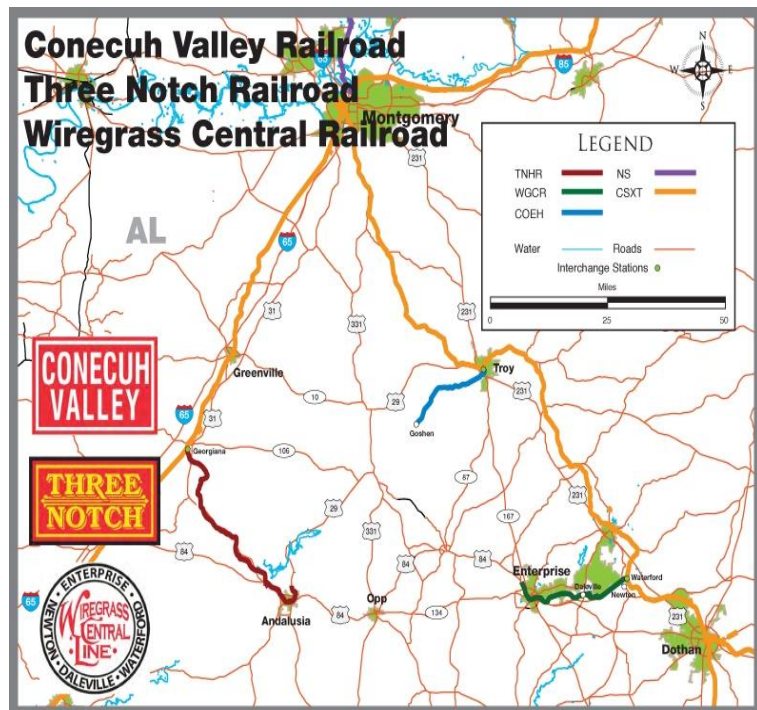 Conecuh Valley Railroad
Three Notch Railroad
Wiregrass Central Railroad
N
W E
S
65
85
Montgomery
231
LEGEND
TNHR NS
WGCR CSXT
COEH
Water Roads
Interchange Stations
Miles
0 25 50
AL
65
31
331
231
CONECUH
VALLEY
Greenville
Troy
10
29
231
65
31
Goshen
Georgiana
106
THREE
NOTCH
87
231
29
167
331
84
84
84
Enterprise
Waterford
Daleville
Newton
65
Opp
84
134
Andalusia
231
Dothan
ENTERPRISE
WIREGRASS
CENTRAL
LINE
NEWTON DALEVILLE WATERFORD